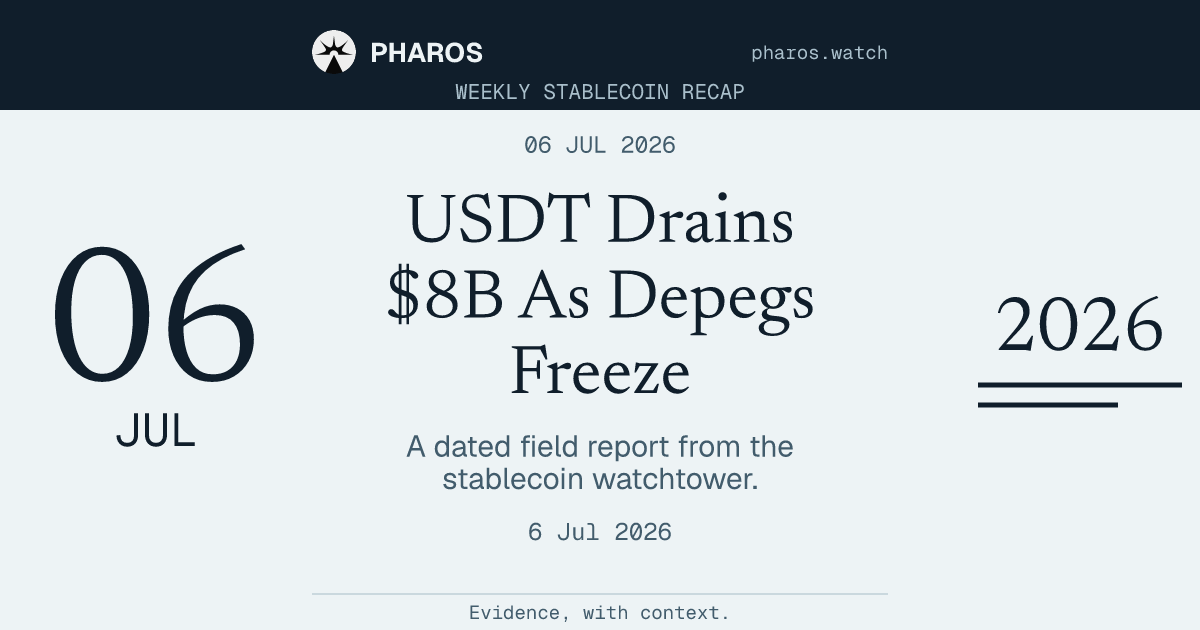 PHAROS
pharos.watch
WEEKLY STABLECOIN RECAP
06 JUL 2026
USDT Drains
$8B As Depegs
Freeze
A dated field report from the
stablecoin watchtower.
6 Jul 2026
06
JUL
2026
Evidence, with context.